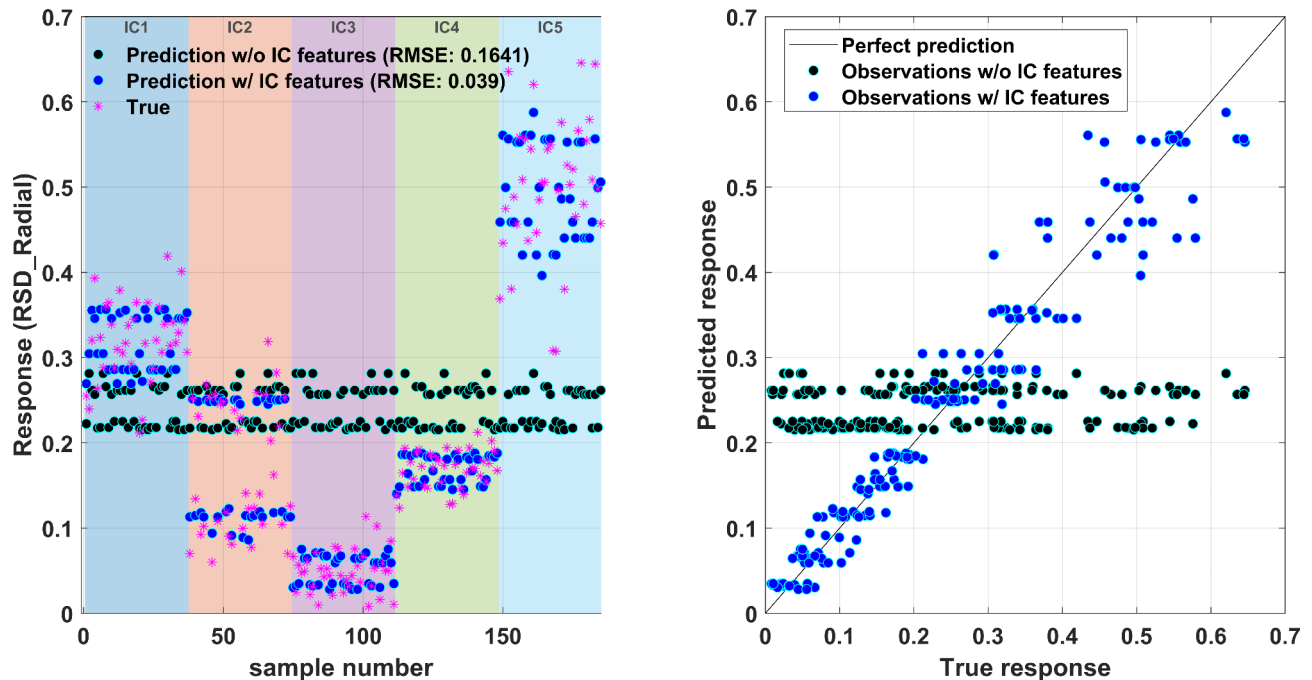 IC1 IC2 IC3 IC4 IC5
Prediction w/o IC features (RMSE: 0.1641)
Prediction w/ IC features (RMSE: 0.039)
True
0.7
0.6
0.5
0.4
0.3
0.2
0.1
0
Response (RSD_Radial)
0 50 100 150
sample number
Perfect prediction
Observations w/o IC features
Observations w/ IC features
0.7
0.6
0.5
0.4
0.3
0.2
0.1
0
Predicted response
0 0.1 0.2 0.3 0.4 0.5 0.6 0.7
True response